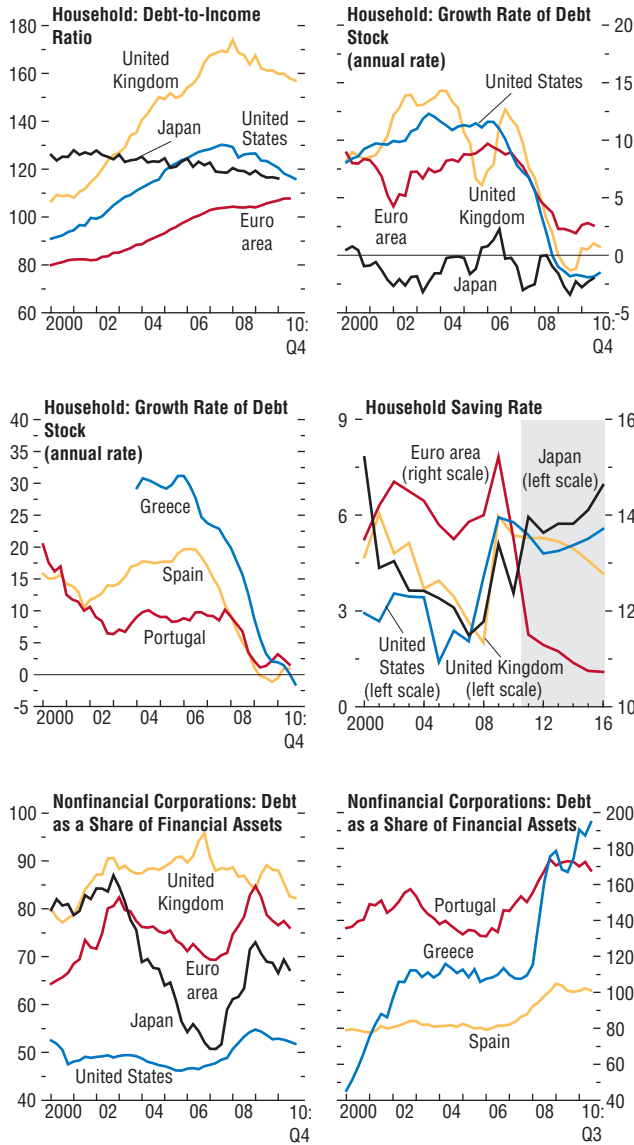 Household: Debt-to-Income
Ratio
180
160
140
120
100
80
60
United
Kingdom
Japan
United
States
Euro
area
2000 02 04 06 08 10:
Q4
Household: Growth Rate of Debt
Stock
(annual rate)
20
15
10
5
0
-5
United States
Euro
area
United
Kingdom
Japan
2000 02 04 06 08 10:
Q4
Household: Growth Rate of Debt
Stock
(annual rate)
40
35
30
25
20
15
10
5
0
-5
Greece
Spain
Portugal
2000 02 04 06 08 10:
Q4
Household Saving Rate
9
6
3
0
16
14
12
10
Euro area
(right scale)
Japan
(left scale)
United
States
(left scale)
United Kingdom
(left scale)
2000 04 08 12 16
Nonfinancial Corporations: Debt
as a Share of Financial Assets
100
90
80
70
60
50
40
United
Kingdom
Euro
area
Japan
United States
2000 02 04 06 08 10:
Q4
Nonfinancial Corporations: Debt
as a Share of Financial Assets
200
180
160
140
120
100
80
60
40
Portugal
Greece
Spain
2000 02 04 06 08 10:
Q3